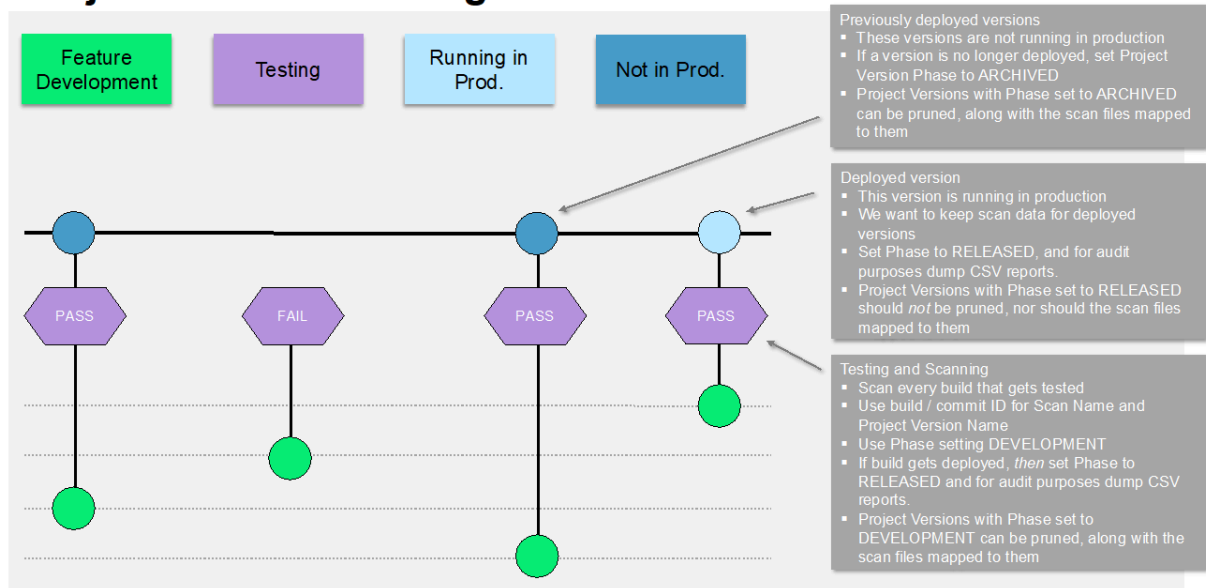 Feature
Development
Testing
Running in
Prod.
Not in Prod.
Previously deployed versions
▪ These versions are not running in production
▪ If a version is no longer deployed, set Project
Version Phase to ARCHIVED
▪ Project Versions with Phase set to ARCHIVED
can be pruned, along with the scan files mapped
to them
Deployed version
▪ This version is running in production
▪ We want to keep scan data for deployed
versions
▪ Set Phase to RELEASED, and for audit
purposes dump CSV reports.
▪ Project Versions with Phase set to RELEASED
should not be pruned, nor should the scan files
mapped to them
PASS
FAIL
PASS
PASS
Testing and Scanning
▪ Scan every build that gets tested
▪ Use build / commit ID for Scan Name and
Project Version Name
▪ Use Phase setting DEVELOPMENT
▪ If build gets deployed, then set Phase to
RELEASED and for audit purposes dump CSV
reports.
▪ Project Versions with Phase set to
DEVELOPMENT can be pruned, along with the
scan files mapped to them